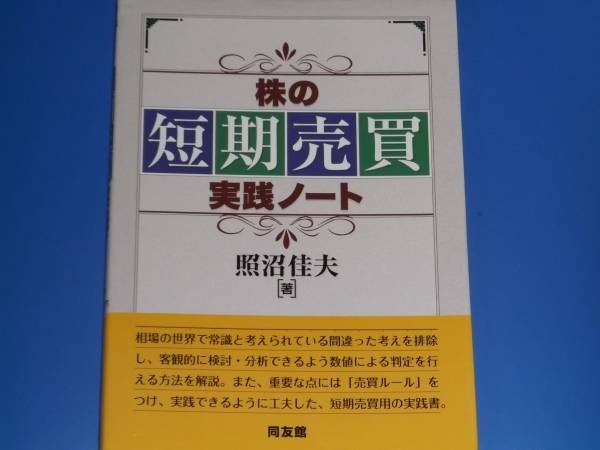 株の
短期売買
実践ノート
照沼佳夫
[著]
相場の世界で常識と考えられている間違った考えを排除
し、客観的に検討・分析できるよう数値による判定を行
える方法を解説。また、重要な点には「売買ルール」を
つけ、実践できるように工夫した、短期売買用の実践書。
同友館